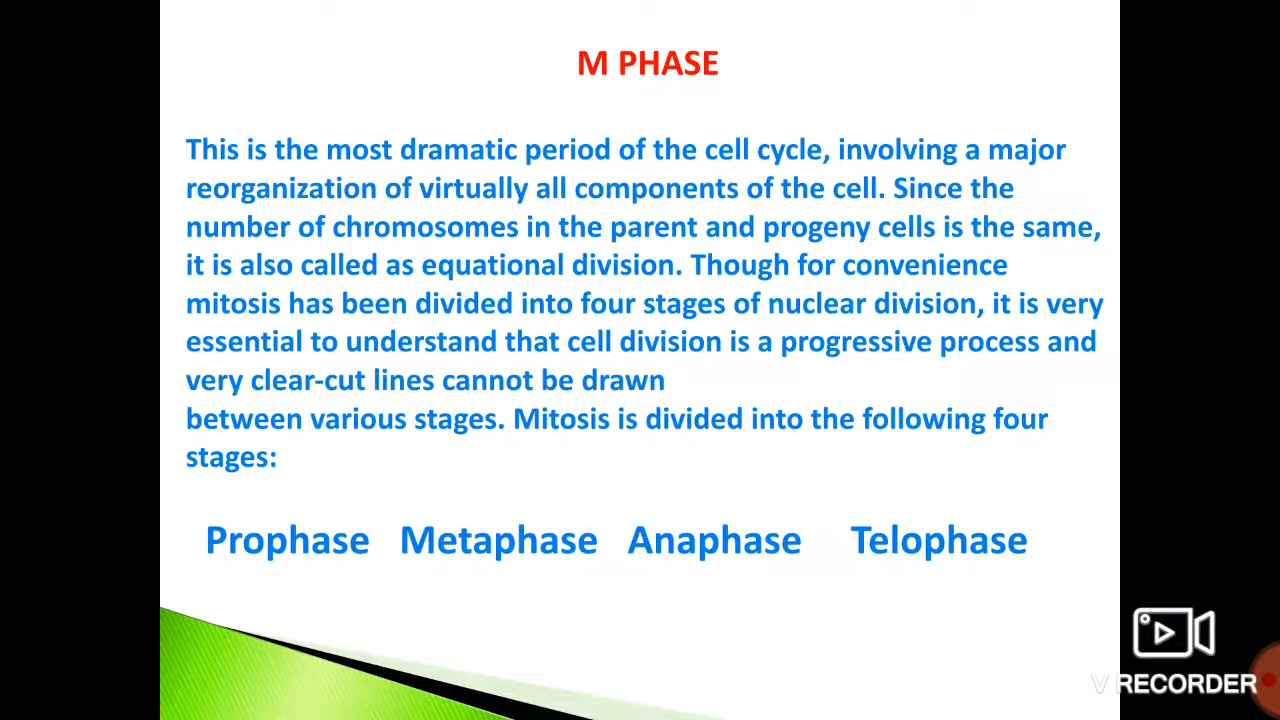 M PHASE
This is the most dramatic period of the cell cycle, involving a major
reorganization of virtually all components of the cell. Since the
number of chromosomes in the parent and progeny cells is the same,
it is also called as equational division. Though for convenience
mitosis has been divided into four stages of nuclear division, it is very
essential to understand that cell division is a progressive process and
very clear-cut lines cannot be drawn
between various stages. Mitosis is divided into the following four
stages:
Prophase Metaphase Anaphase Telophase
V RECORDER